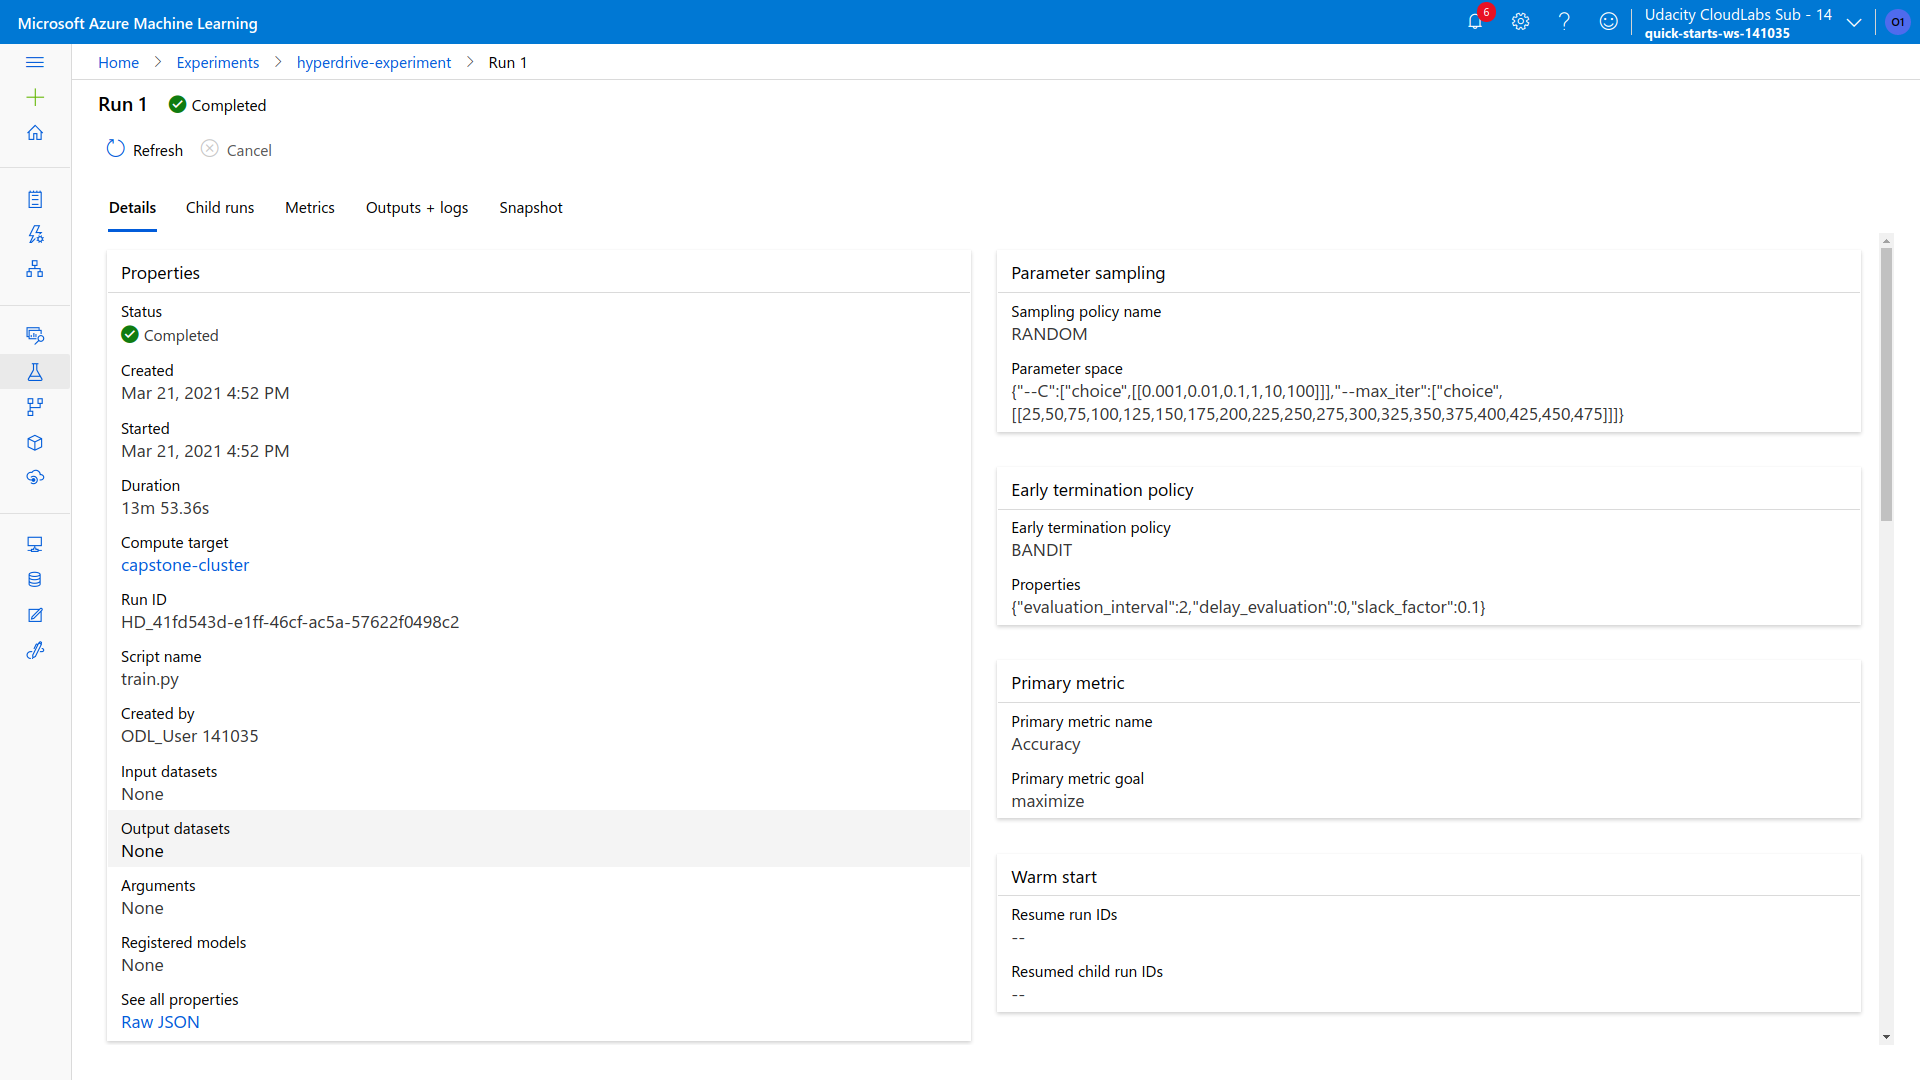 Microsoft Azure Machine Learning
6
Udacity CloudLabs Sub - 14
quick-starts-ws-141035
O1
Home > Experiments > hyperdrive-experiment > Run 1
Run 1 Completed
Refresh Cancel
Details Child runs Metrics Outputs + logs Snapshot
Properties
Status
Completed
Created
Mar 21, 2021 4:52 PM
Started
Mar 21, 2021 4:52 PM
Duration
13m 53.36s
Compute target
capstone-cluster
Run ID
HD_41fd543d-e1ff-46cf-ac5a-57622f0498c2
Script name
train.py
Created by
ODL_User 141035
Input datasets
None
Output datasets
None
Arguments
None
Registered models
None
See all properties
Raw JSON
Parameter sampling
Sampling policy name
RANDOM
Parameter space
{"--C":["choice",[[0.001,0.01,0.1,1,10,100]]],"--max_iter":["choice",
[[25,50,75,100,125,150,175,200,225,250,275,300,325,350,375,400,425,450,475]]]}
Early termination policy
Early termination policy
BANDIT
Properties
{"evaluation_interval":2,"delay_evaluation":0,"slack_factor":0.1}
Primary metric
Primary metric name
Accuracy
Primary metric goal
maximize
Warm start
Resume run IDs
--
Resumed child run IDs
--